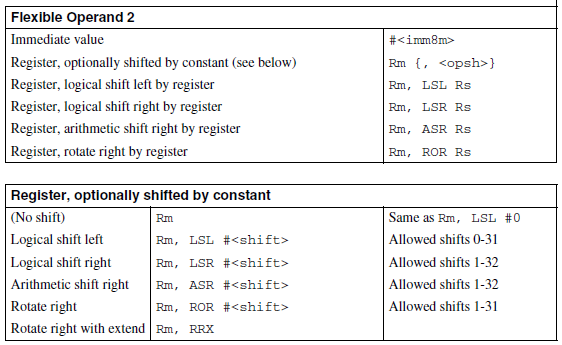 Flexible Operand 2
Immediate value #<imm8m>
Register, optionally shifted by constant (see below) Rm {, <opsh>}
Register, logical shift left by register Rm, LSL Rs
Register, logical shift right by register Rm, LSR Rs
Register, arithmetic shift right by register Rm, ASR Rs
Register, rotate right by register Rm, ROR Rs
Register, optionally shifted by constant
(No shift) Rm Same as Rm, LSL #0
Logical shift left Rm, LSL #<shift> Allowed shifts 0-31
Logical shift right Rm, LSR #<shift> Allowed shifts 1-32
Arithmetic shift right Rm, ASR #<shift> Allowed shifts 1-32
Rotate right Rm, ROR #<shift> Allowed shifts 1-31
Rotate right with extend Rm, RRX